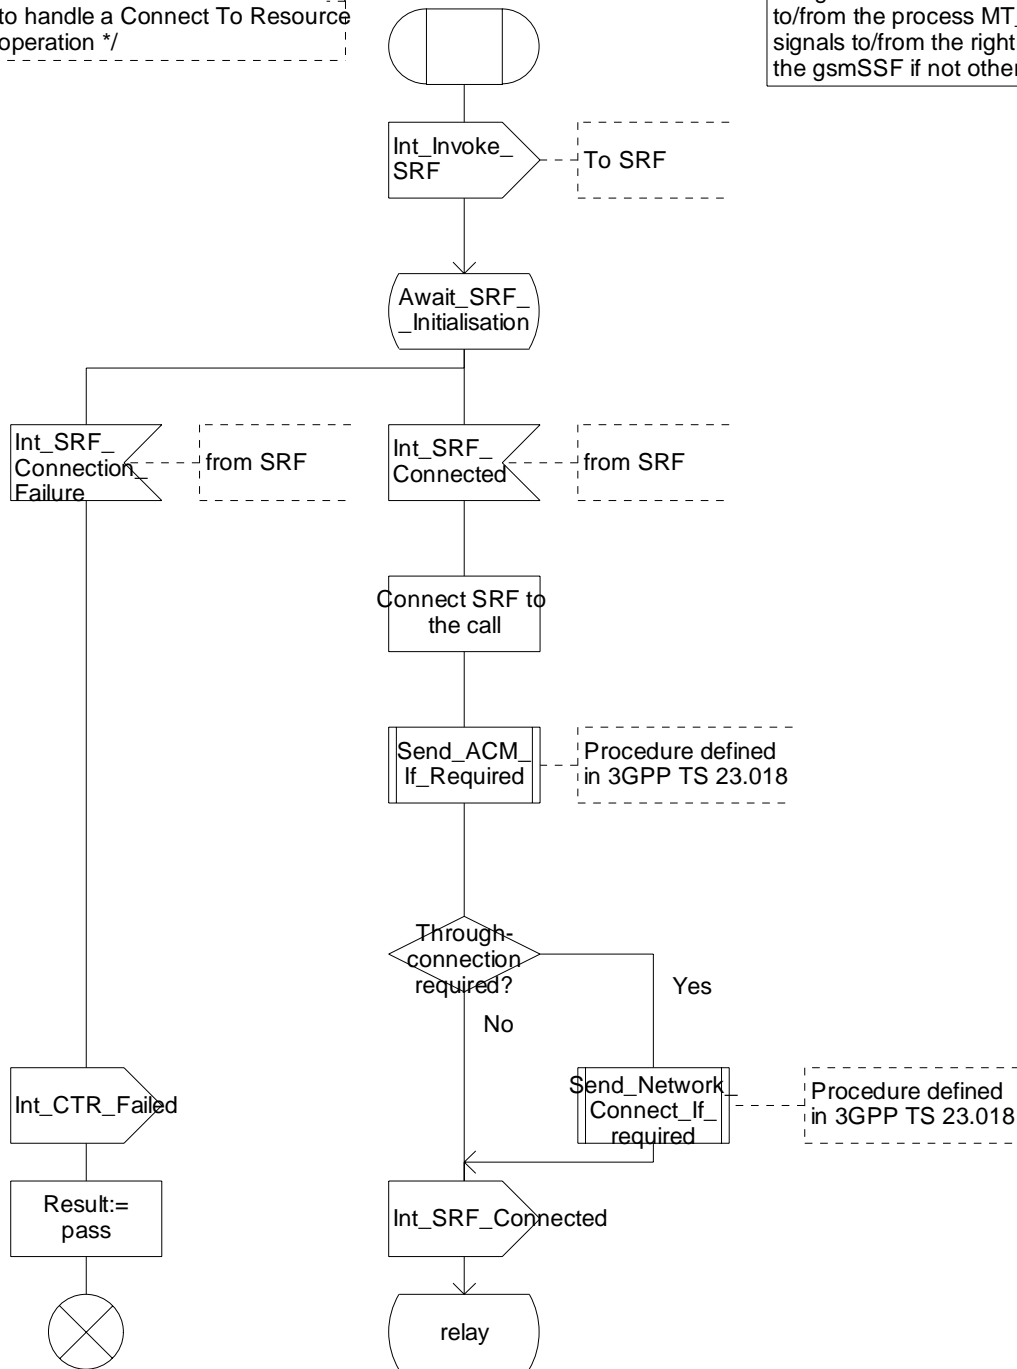 to handle a Connect To Resource
operation */
to/from the process MT_
signals to/from the right
the gsmSSF if not other
Int_Invoke_
SRF
To SRF
Await_SRF_
_Initialisation
Int_SRF_
Connection_
Failure
from SRF
Int_SRF_
Connected
from SRF
Connect SRF to
the call
Send_ACM_
If_Required
Procedure defined
in 3GPP TS 23.018
Through-
connection
required?
Yes
No
Int_CTR_Failed
Send_Network_
Connect_If_
required
Procedure defined
in 3GPP TS 23.018
Result:=
pass
Int_SRF_Connected
relay